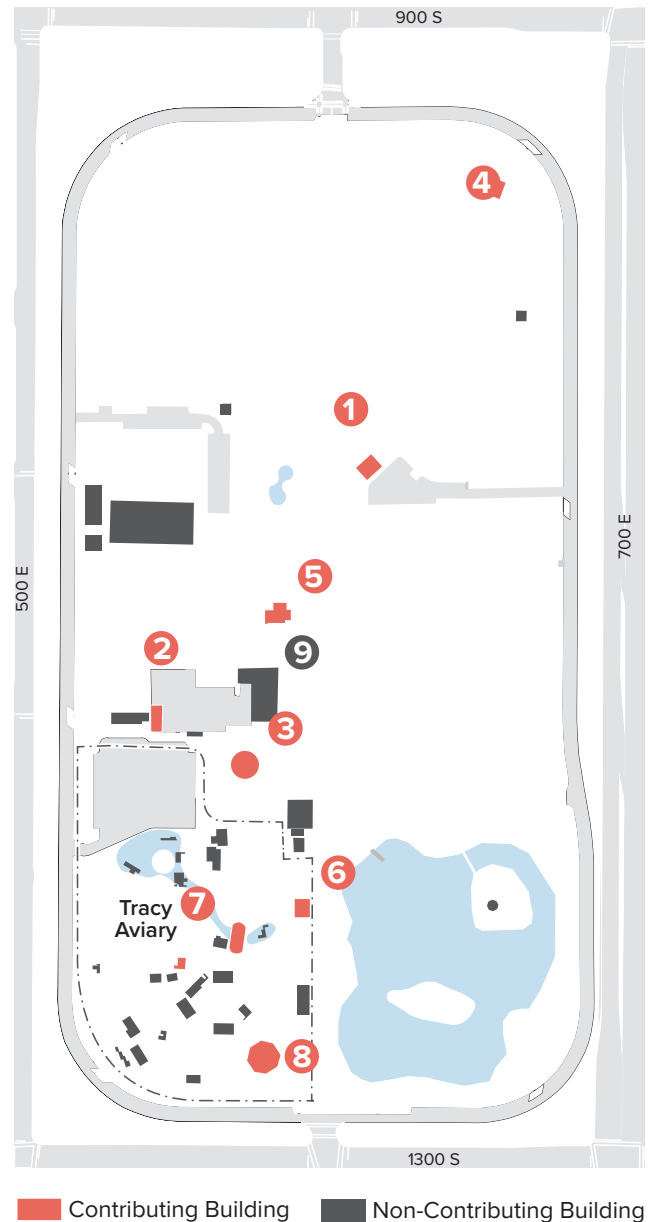 900 S
4
1
700 E
5
500 E
2
9
3
6
7
Tracy
Aviary
8
1300 S
Contributing Building
Non-Contributing Building